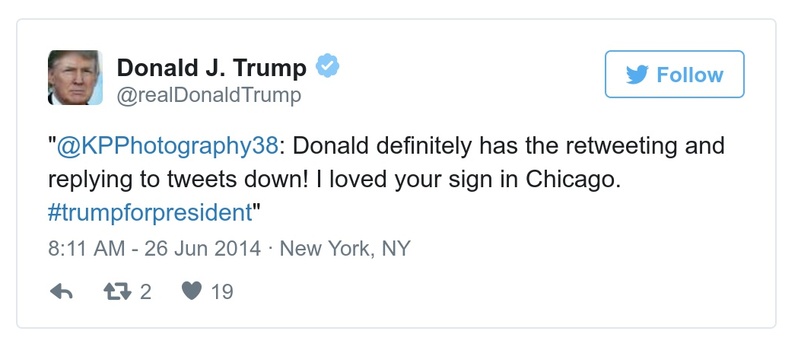 Donald J. Trump
@realDonaldTrump
Follow
"@KPPhotography38: Donald definitely has the retweeting and
replying to tweets down! I loved your sign in Chicago.
#trumpforpresident"
8:11 AM - 26 Jun 2014 · New York, NY
2 19